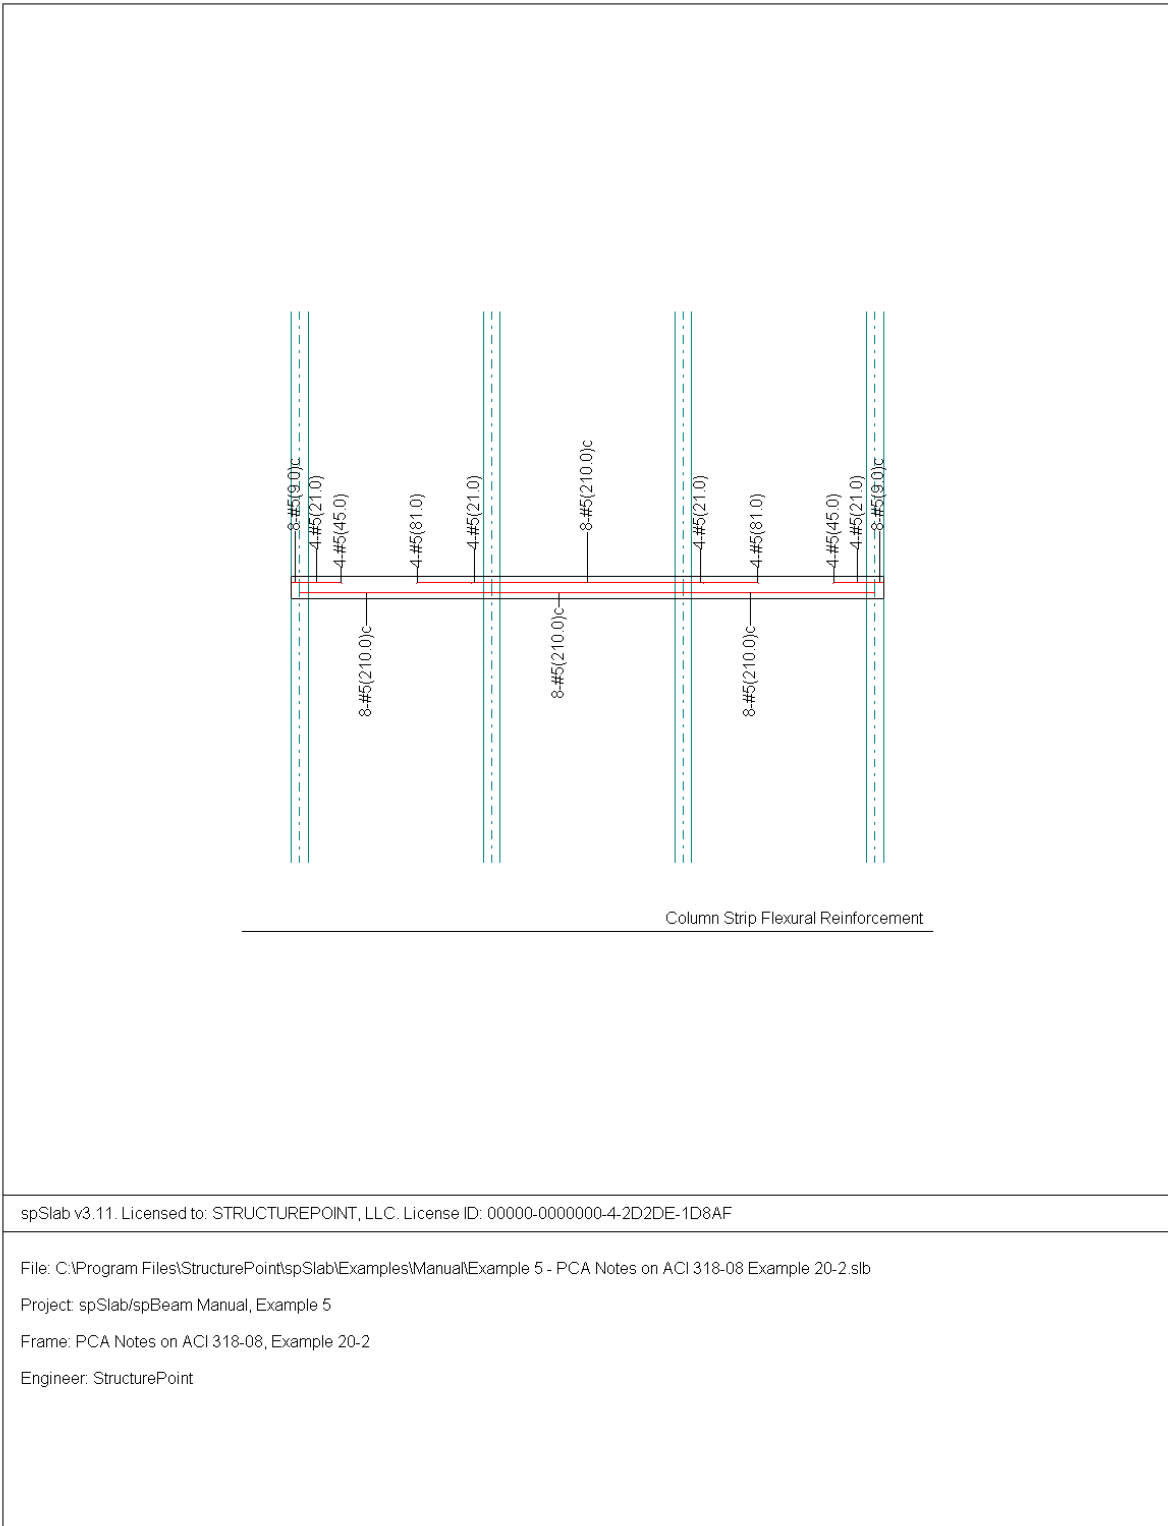 8-#5(9.0)c
4-#5(21.0)
4-#5(45.0)
4-#5(81.0)
4-#5(21.0)
8-#5(210.0)c
4-#5(21.0)
4-#5(81.0)
4-#5(45.0)
4-#5(21.0)
8-#5(9.0)c
8-#5(210.0)c
8-#5(210.0)c
8-#5(210.0)c
Column Strip Flexural Reinforcement
spSlab v3.11. Licensed to: STRUCTUREPOINT, LLC. License ID: 00000-0000000-4-2D2DE-1D8AF
File: C:\Program Files\StructurePoint\spSlab\Examples\Manual\Example 5 - PCA Notes on ACI 318-08 Example 20-2.slb
Project: spSlab/spBeam Manual, Example 5
Frame: PCA Notes on ACI 318-08, Example 20-2
Engineer: StructurePoint